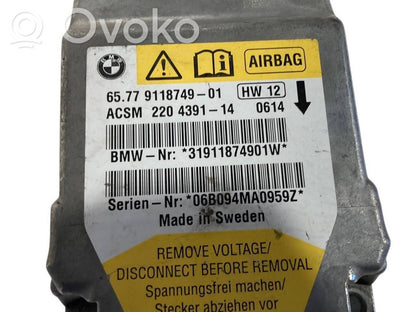 Ovoko
BMW
AIRBAG
65.77 9118749-01 HW 12
ACSM 220 4391-14 0614
BMW-Nr: *31911874901W*
Serien-Nr: *06B094MA0959Z*
Made in Sweden
REMOVE VOLTAGE/
DISCONNECT BEFORE REMOVAL
Spannungsfrei machen/
Stecker abziehen vor